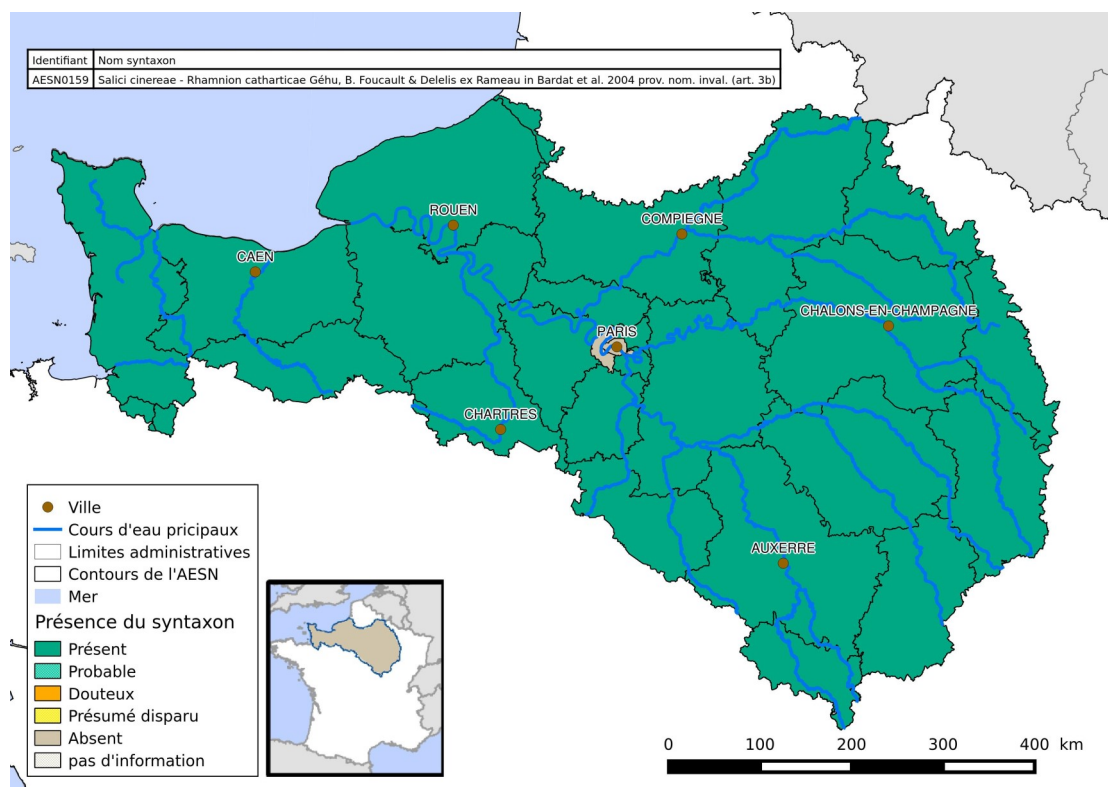 Identifiant Nom syntaxon
AESN0159 Salici cinereae - Rhamnion catharticae Géhu, B. Foucault & Delelis ex Rameau in Bardat et al. 2004 prov. nom. inval. (art. 3b)
ROUEN
COMPIEGNE
CAEN
CHALONS-EN-CHAMPAGNE
PARIS
CHARTRES
AUXERRE
Ville
Cours d'eau pricipaux
Limites administratives
Contours de l'AESN
Mer
Présence du syntaxon
Présent
Probable
Douteux
Présumé disparu
Absent
pas d'information
0 100 200 300 400 km